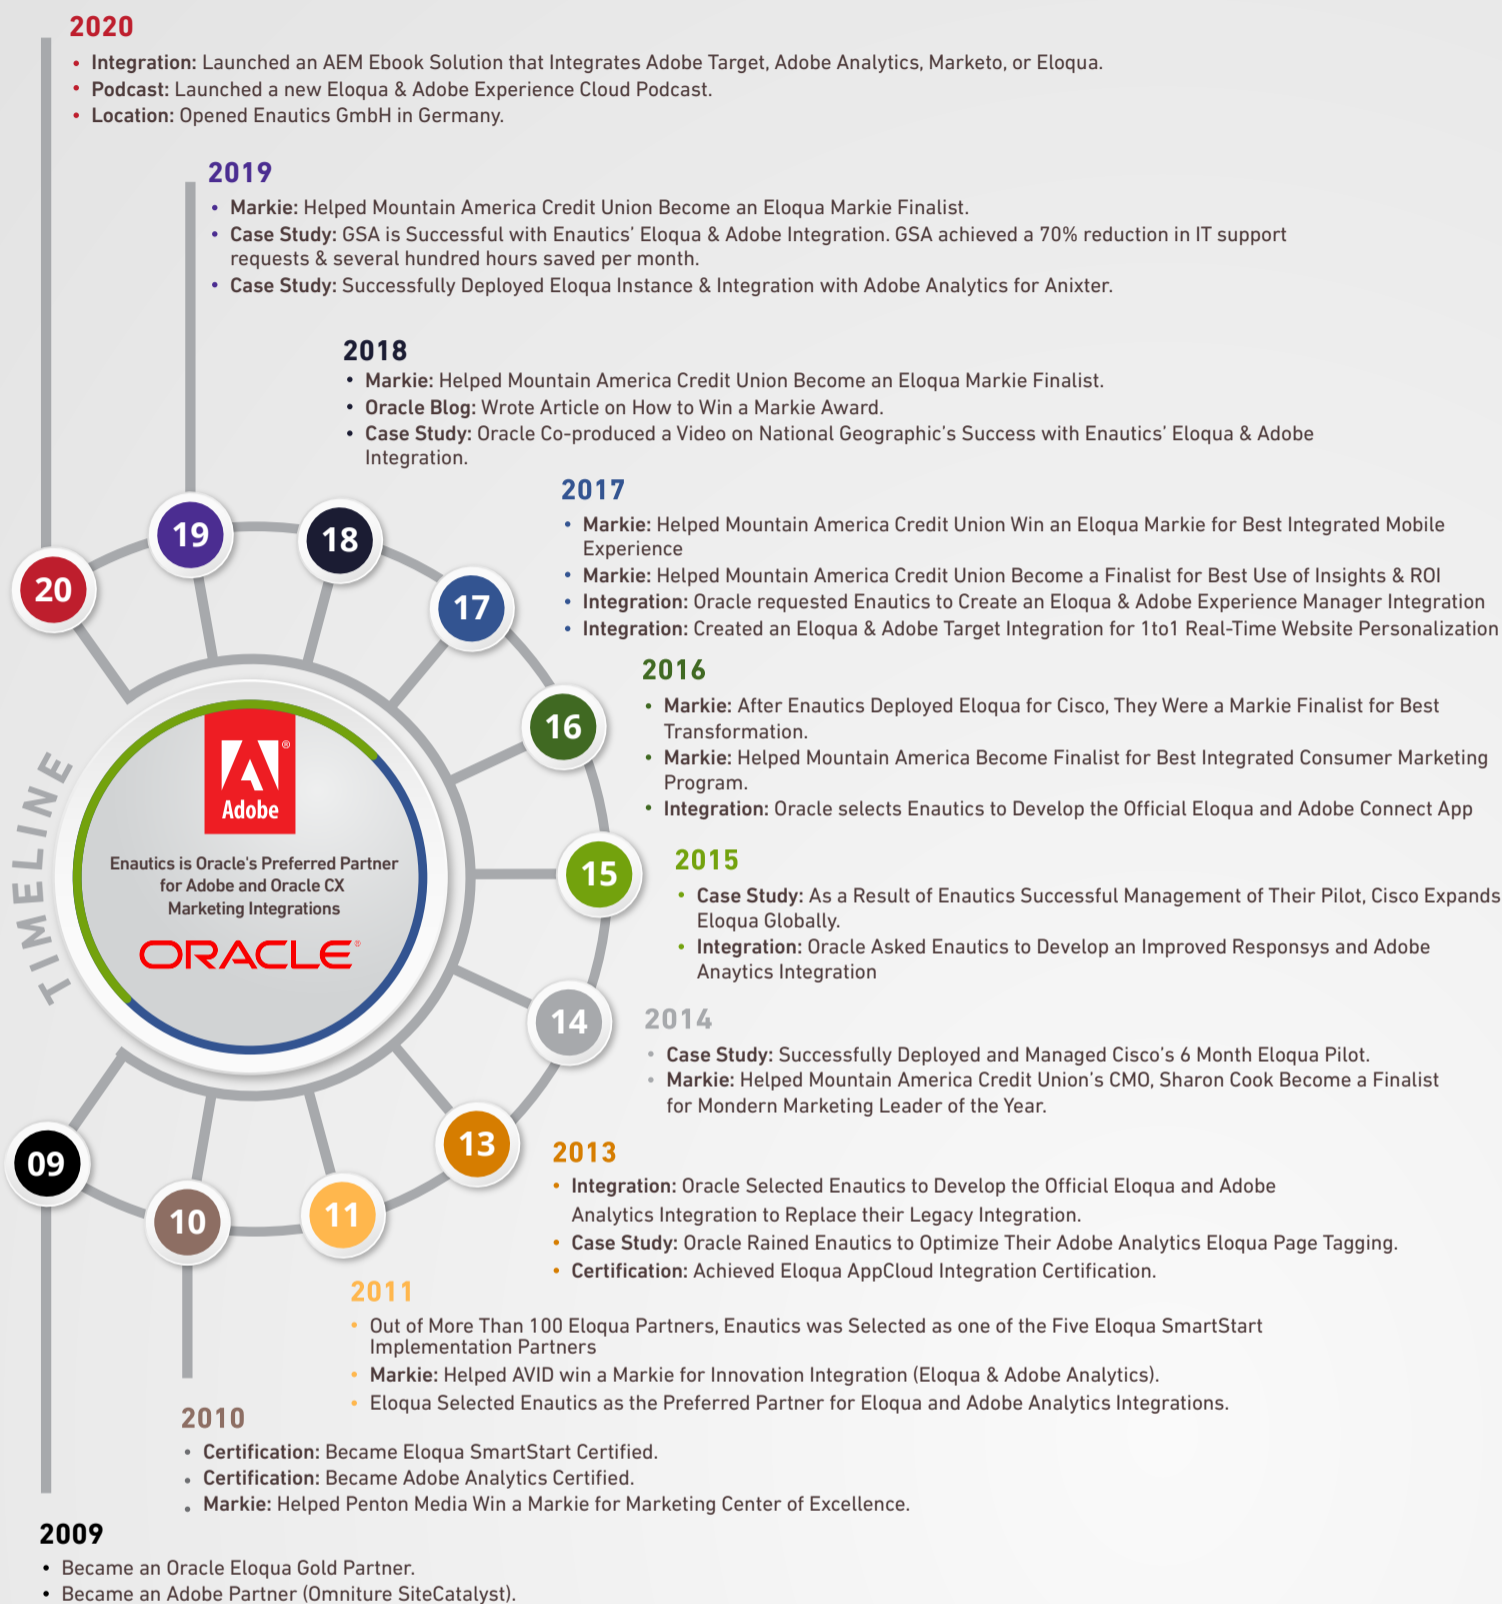 2020
• Integration: Launched an AEM Ebook Solution that Integrates Adobe Target, Adobe Analytics, Marketo, or Eloqua.
• Podcast: Launched a new Eloqua & Adobe Experience Cloud Podcast.
• Location: Opened Enautics GmbH in Germany.
2019
• Markie: Helped Mountain America Credit Union Become an Eloqua Markie Finalist.
• Case Study: GSA is Successful with Enautics' Eloqua & Adobe Integration. GSA achieved a 70% reduction in IT support
requests & several hundred hours saved per month.
• Case Study: Successfully Deployed Eloqua Instance & Integration with Adobe Analytics for Anixter.
2018
• Markie: Helped Mountain America Credit Union Become an Eloqua Markie Finalist.
• Oracle Blog: Wrote Article on How to Win a Markie Award.
• Case Study: Oracle Co-produced a Video on National Geographic's Success with Enautics' Eloqua & Adobe
Integration.
2017
• Markie: Helped Mountain America Credit Union Win an Eloqua Markie for Best Integrated Mobile
Experience
• Markie: Helped Mountain America Credit Union Become a Finalist for Best Use of Insights & ROI
• Integration: Oracle requested Enautics to Create an Eloqua & Adobe Experience Manager Integration
• Integration: Created an Eloqua & Adobe Target Integration for 1to1 Real-Time Website Personalization
2016
• Markie: After Enautics Deployed Eloqua for Cisco, They Were a Markie Finalist for Best
Transformation.
• Markie: Helped Mountain America Become Finalist for Best Integrated Consumer Marketing
Program.
• Integration: Oracle selects Enautics to Develop the Official Eloqua and Adobe Connect App
2015
• Case Study: As a Result of Enautics Successful Management of Their Pilot, Cisco Expands
Eloqua Globally.
• Integration: Oracle Asked Enautics to Develop an Improved Responsys and Adobe
Anaytics Integration
2014
• Case Study: Successfully Deployed and Managed Cisco's 6 Month Eloqua Pilot.
• Markie: Helped Mountain America Credit Union's CMO, Sharon Cook Become a Finalist
for Mondern Marketing Leader of the Year.
2013
• Integration: Oracle Selected Enautics to Develop the Official Eloqua and Adobe
Analytics Integration to Replace their Legacy Integration.
• Case Study: Oracle Rained Enautics to Optimize Their Adobe Analytics Eloqua Page Tagging.
• Certification: Achieved Eloqua AppCloud Integration Certification.
2011
• Out of More Than 100 Eloqua Partners, Enautics was Selected as one of the Five Eloqua SmartStart
Implementation Partners
• Markie: Helped AVID win a Markie for Innovation Integration (Eloqua & Adobe Analytics).
• Eloqua Selected Enautics as the Preferred Partner for Eloqua and Adobe Analytics Integrations.
2010
• Certification: Became Eloqua SmartStart Certified.
• Certification: Became Adobe Analytics Certified.
• Markie: Helped Penton Media Win a Markie for Marketing Center of Excellence.
2009
• Became an Oracle Eloqua Gold Partner.
• Became an Adobe Partner (Omniture SiteCatalyst).
20
19
18
17
16
15
14
13
11
10
09
TIMELINE
Adobe®
Enautics is Oracle's Preferred Partner
for Adobe and Oracle CX
Marketing Integrations
ORACLE®